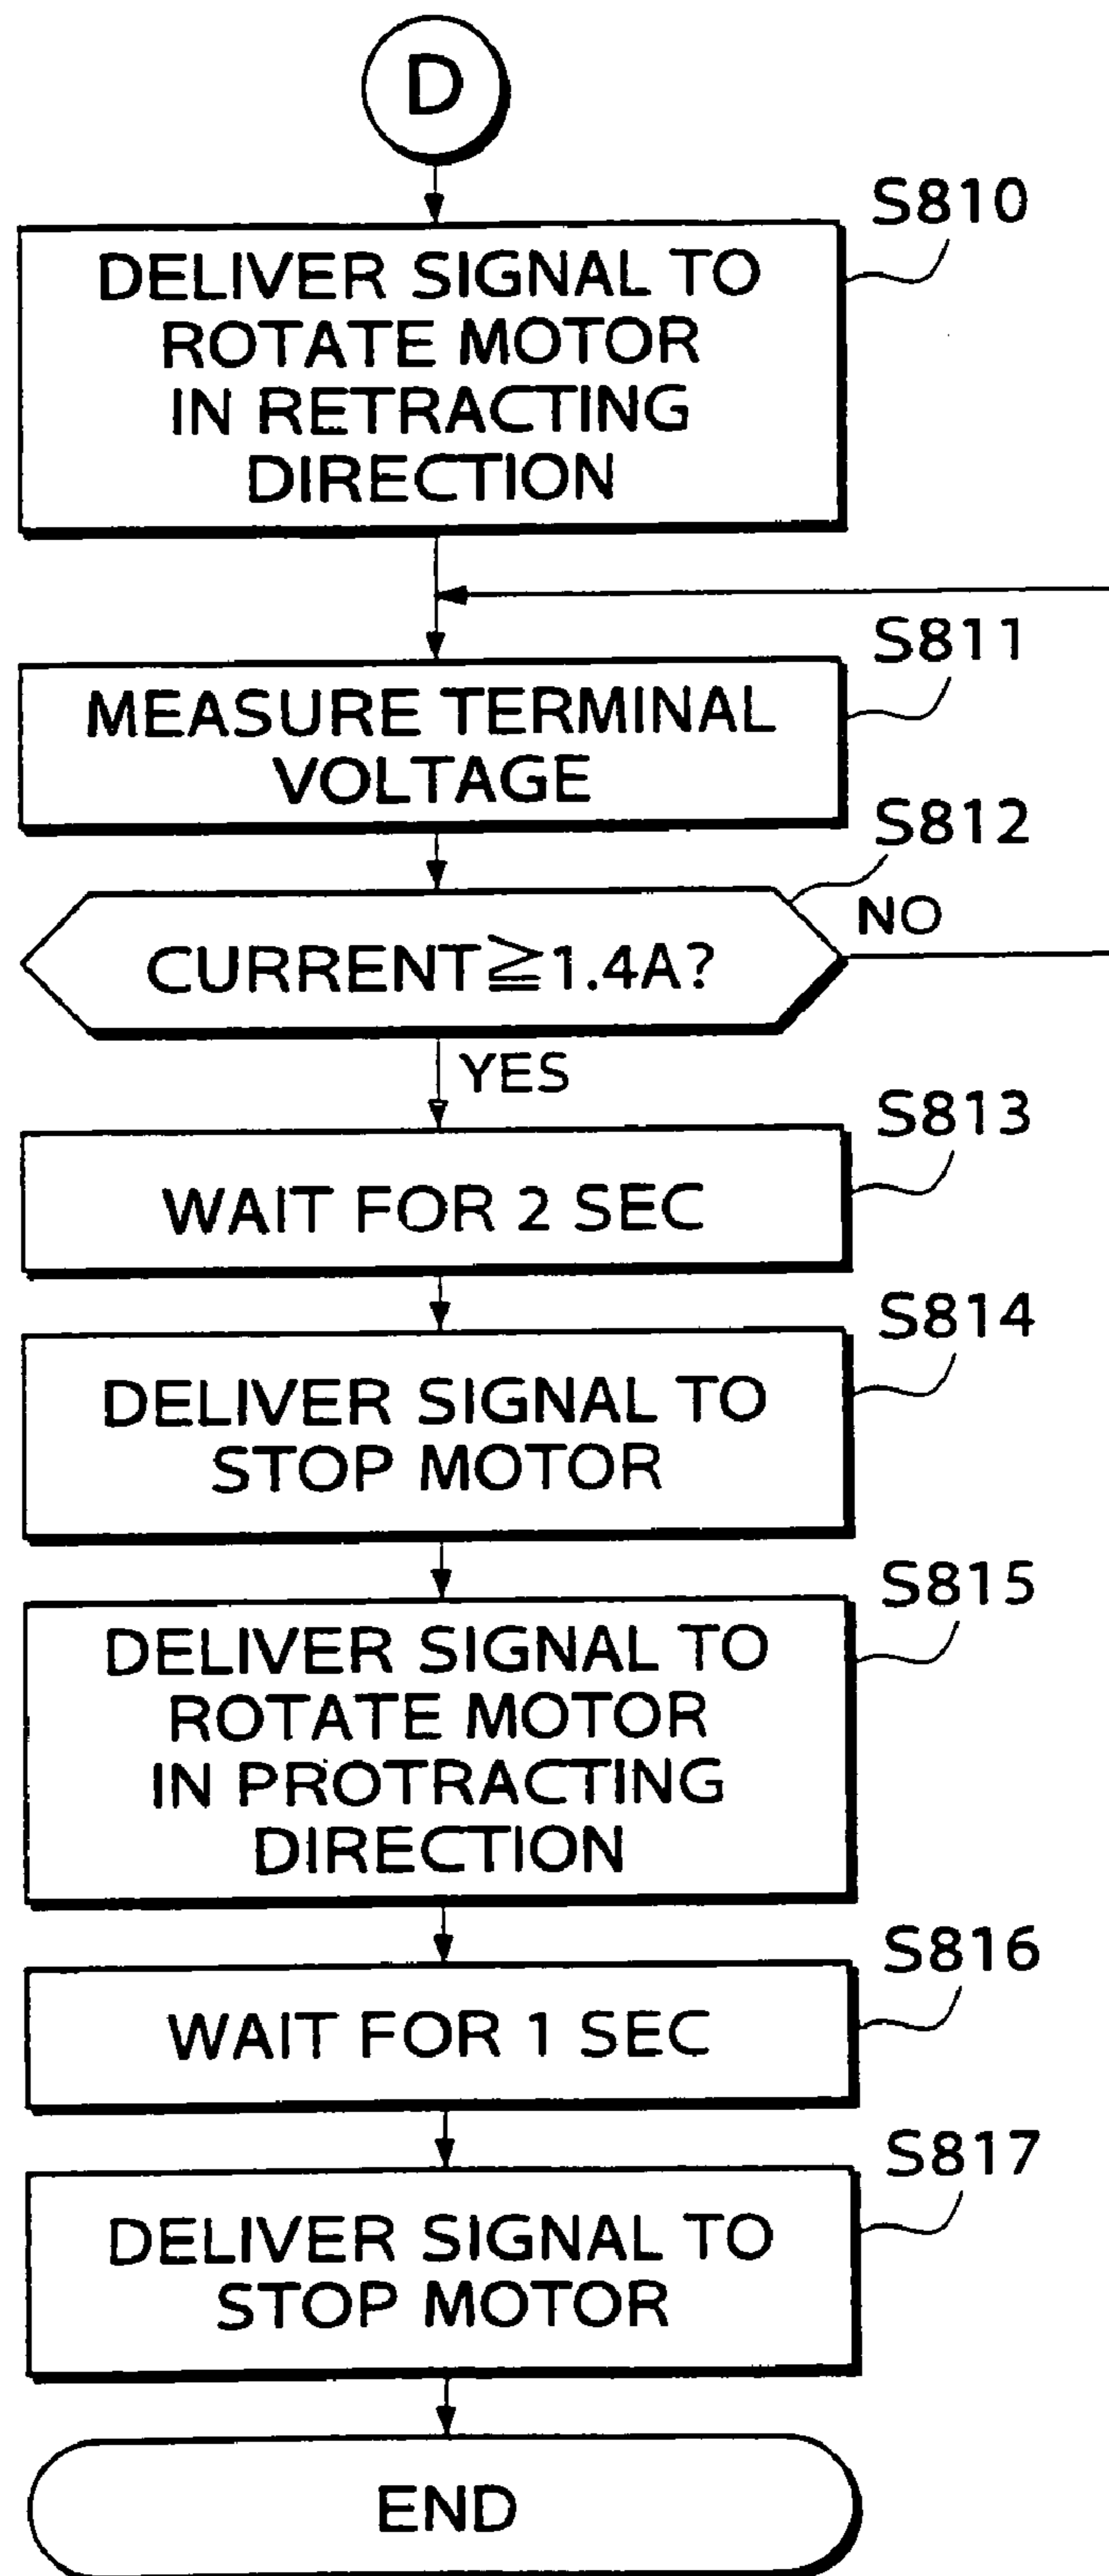 D
S810
DELIVER SIGNAL TO
ROTATE MOTOR
IN RETRACTING
DIRECTION
S811
MEASURE TERMINAL
VOLTAGE
S812
CURRENT≧1.4A?
NO
YES
S813
WAIT FOR 2 SEC
S814
DELIVER SIGNAL TO
STOP MOTOR
S815
DELIVER SIGNAL TO
ROTATE MOTOR
IN PROTRACTING
DIRECTION
S816
WAIT FOR 1 SEC
S817
DELIVER SIGNAL TO
STOP MOTOR
END